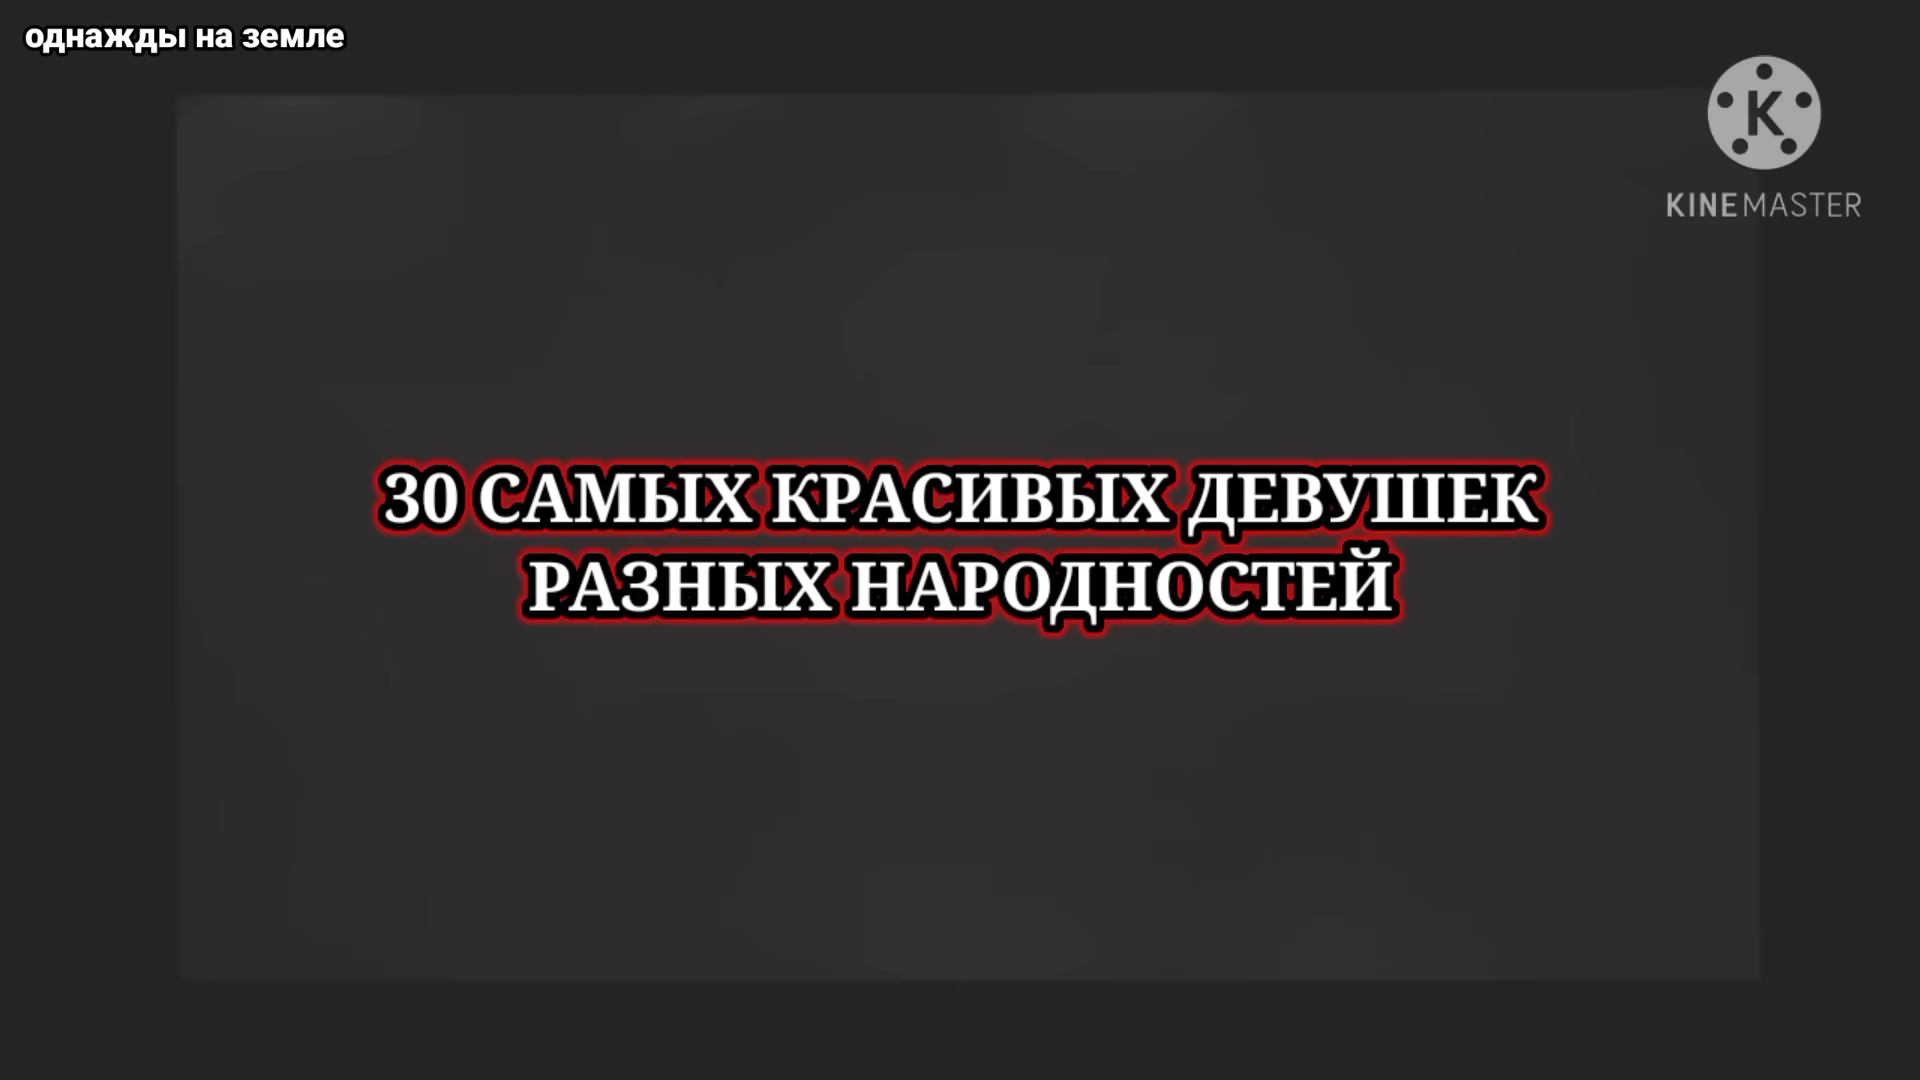 однажды на земле
K
KINEMASTER
30 САМЫХ КРАСИВЫХ ДЕВУШЕК
РАЗНЫХ НАРОДНОСТЕЙ